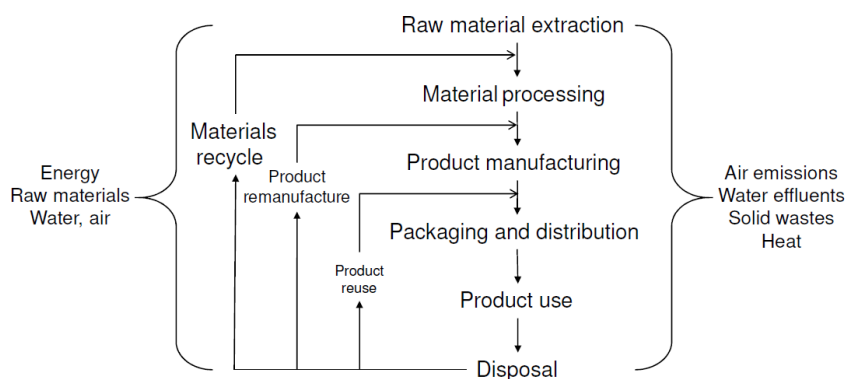 Raw material extraction
Material processing
Materials
recycle
Product manufacturing
Product
remanufacture
Energy
Raw materials
Water, air
Air emissions
Water effluents
Solid wastes
Heat
Packaging and distribution
Product
reuse
Product use
Disposal